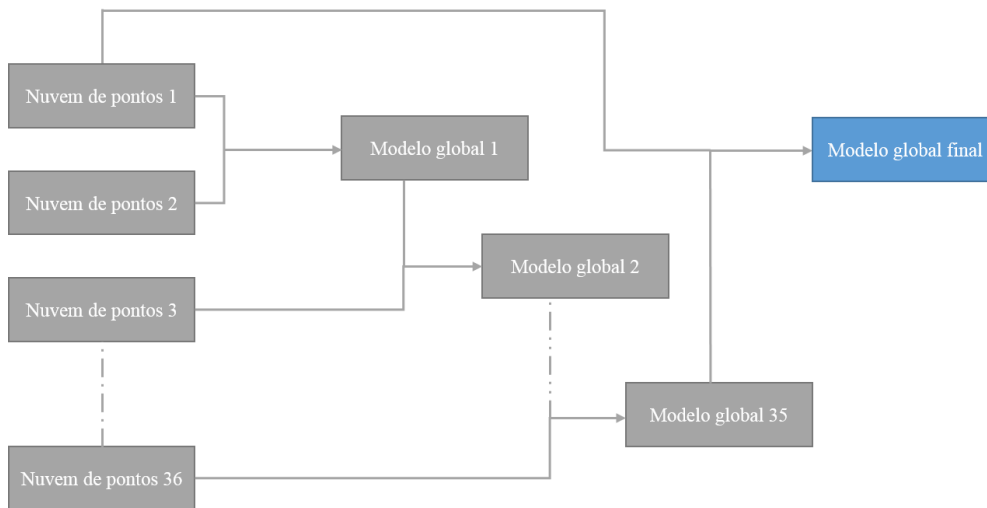 Nuvem de pontos 1
Modelo global 1
Modelo global final
Nuvem de pontos 2
Modelo global 2
Nuvem de pontos 3
Modelo global 35
Nuvem de pontos 36